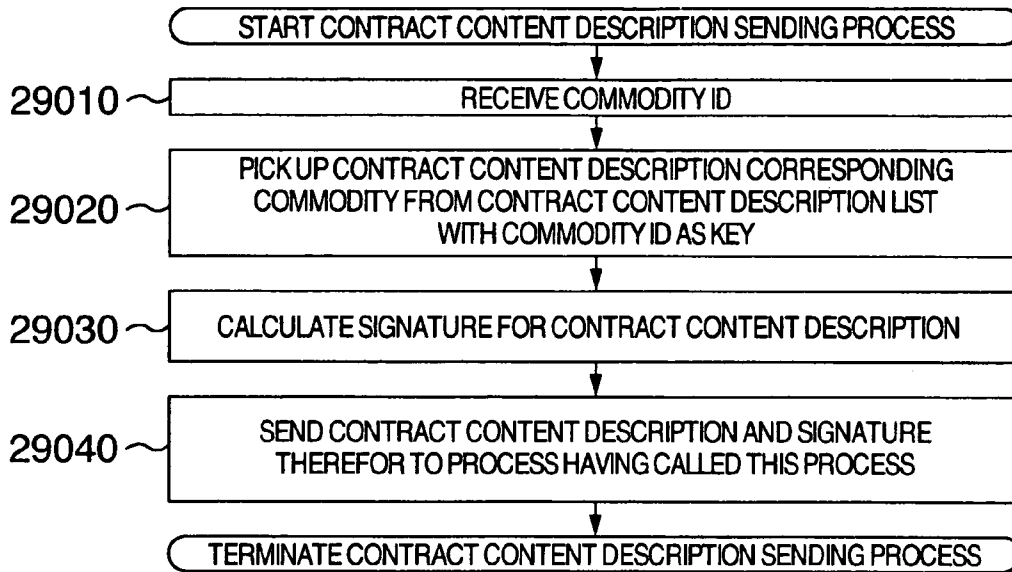 START CONTRACT CONTENT DESCRIPTION SENDING PROCESS
29010
RECEIVE COMMODITY ID
29020
PICK UP CONTRACT CONTENT DESCRIPTION CORRESPONDING
COMMODITY FROM CONTRACT CONTENT DESCRIPTION LIST
WITH COMMODITY ID AS KEY
29030
CALCULATE SIGNATURE FOR CONTRACT CONTENT DESCRIPTION
29040
SEND CONTRACT CONTENT DESCRIPTION AND SIGNATURE
THEREFOR TO PROCESS HAVING CALLED THIS PROCESS
TERMINATE CONTRACT CONTENT DESCRIPTION SENDING PROCESS